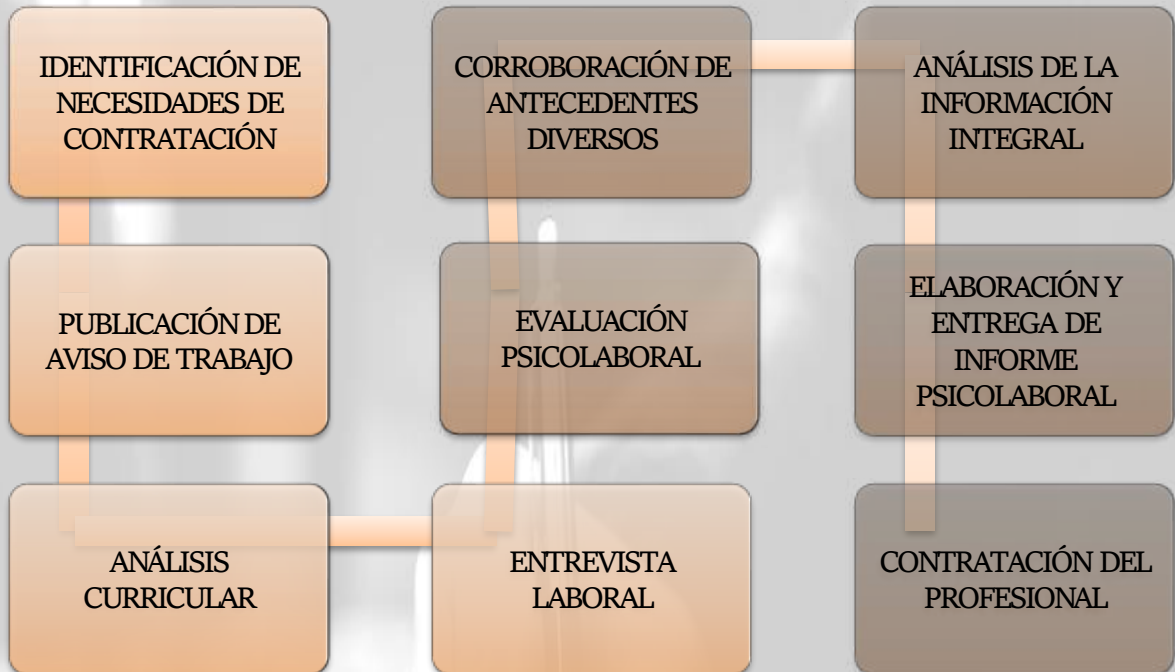 IDENTIFICACIÓN DE
NECESIDADES DE
CONTRATACIÓN
PUBLICACIÓN DE
AVISO DE TRABAJO
ANÁLISIS
CURRICULAR
ENTREVISTA
LABORAL
EVALUACIÓN
PSICOLABORAL
CORROBORACIÓN DE
ANTECEDENTES
DIVERSOS
ANÁLISIS DE LA
INFORMACIÓN
INTEGRAL
ELABORACIÓN Y
ENTREGA DE
INFORME
PSICOLABORAL
CONTRATACIÓN DEL
PROFESIONAL